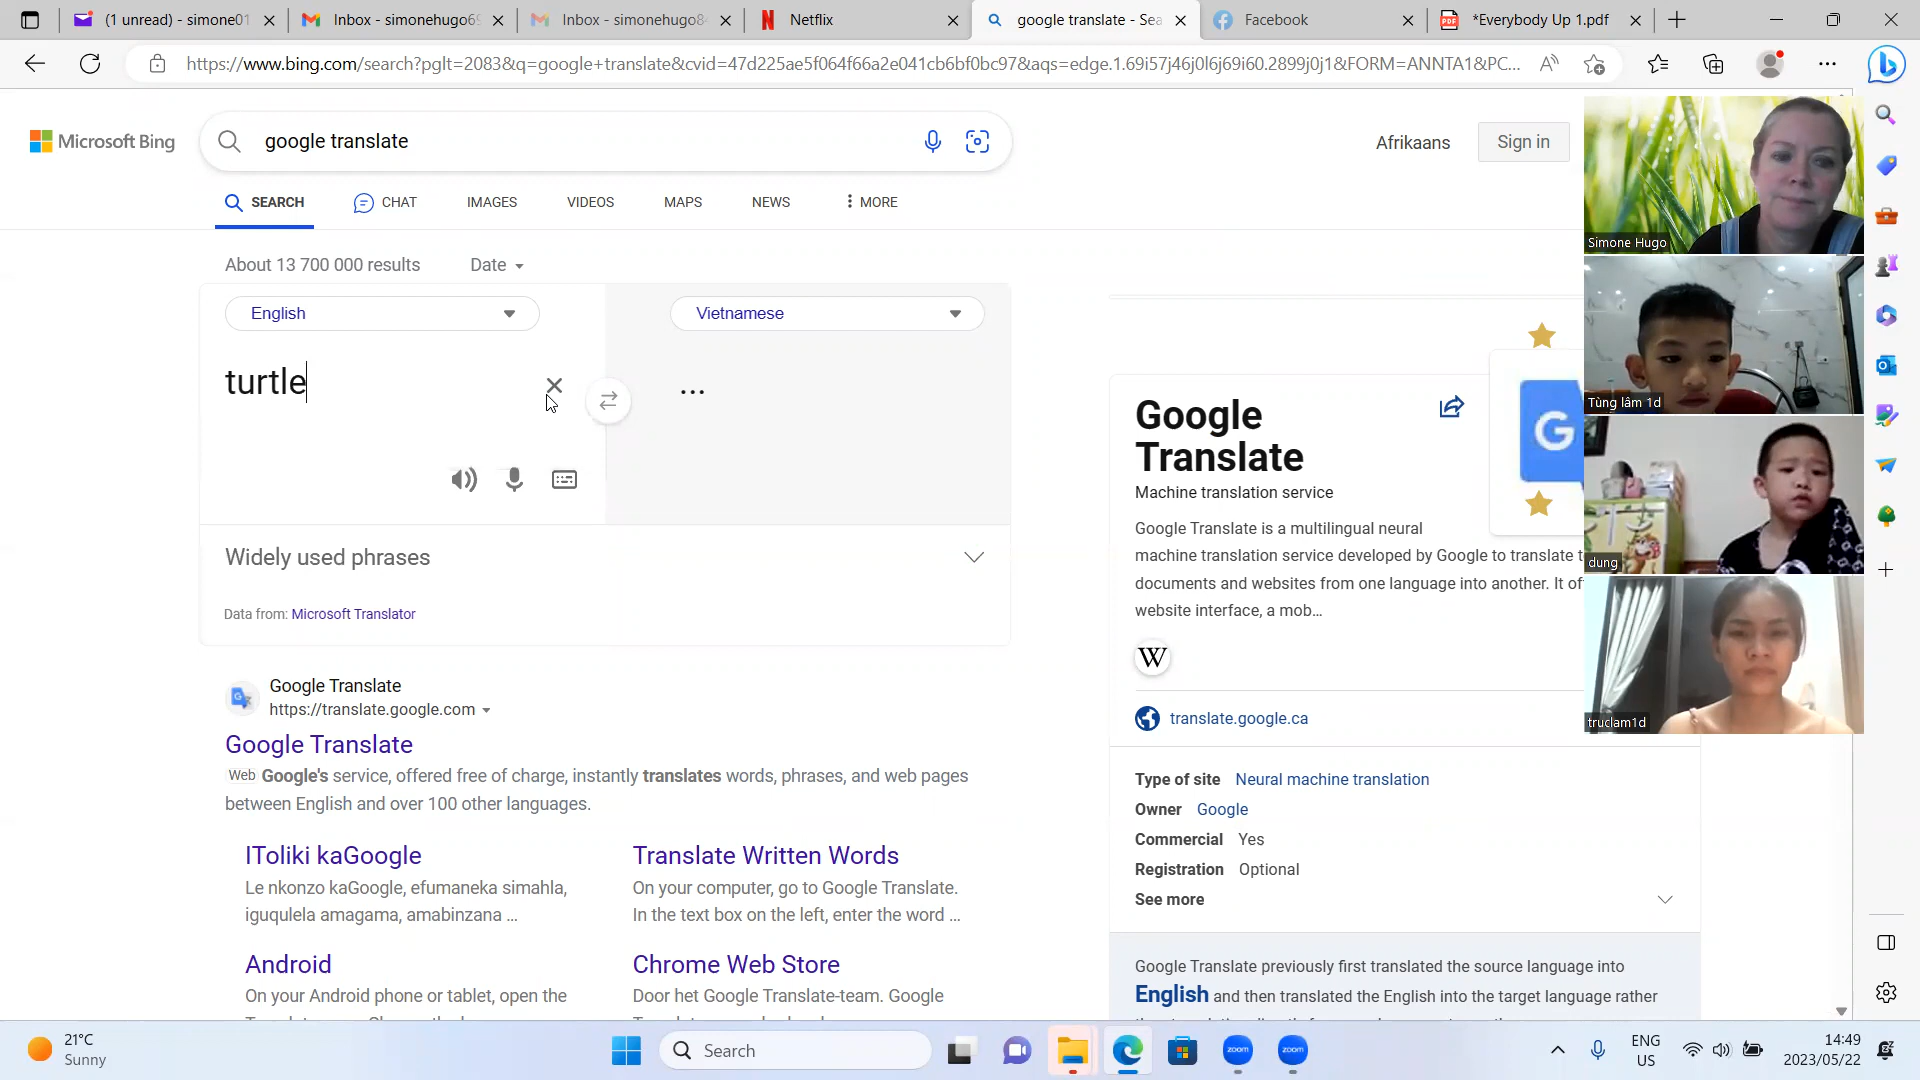 (1 unread) - simone01
Inbox - simonehugo69
Inbox - simonehugo84
Netflix
google translate - Sea
Facebook
*Everybody Up 1.pdf
https://www.bing.com/search?pglt=2083&q=google+translate&cvid=47d225ae5f064f66a2e041cb6bf0bc97&aqs=edge.1.69i57j46j0l6j69i60.2899j0j1&FORM=ANNTA1&PC...
Microsoft Bing
google translate
Afrikaans
Sign in
SEARCH
CHAT
IMAGES
VIDEOS
MAPS
NEWS
MORE
About 13 700 000 results
Date
English
Vietnamese
turtle
...
Widely used phrases
Data from: Microsoft Translator
Google Translate
https://translate.google.com
Google Translate
Web Google's service, offered free of charge, instantly translates words, phrases, and web pages
between English and over 100 other languages.
IToliki kaGoogle
Le nkonzo kaGoogle, efumaneka simahla,
iguqulela amagama, amabinzana ...
Translate Written Words
On your computer, go to Google Translate.
In the text box on the left, enter the word ...
Android
On your Android phone or tablet, open the
Chrome Web Store
Door het Google Translate-team. Google
Google
Translate
Machine translation service
Google Translate is a multilingual neural
machine translation service developed by Google to translate t
documents and websites from one language into another. It of
website interface, a mob...
G
W
translate.google.ca
Type of site Neural machine translation
Owner Google
Commercial Yes
Registration Optional
See more
Google Translate previously first translated the source language into
English and then translated the English into the target language rather
Simone Hugo
Tùng lâm 1d
dung
truclam1d
21°C
Sunny
Search
zoom
zoom
ENG
US
14:49
2023/05/22